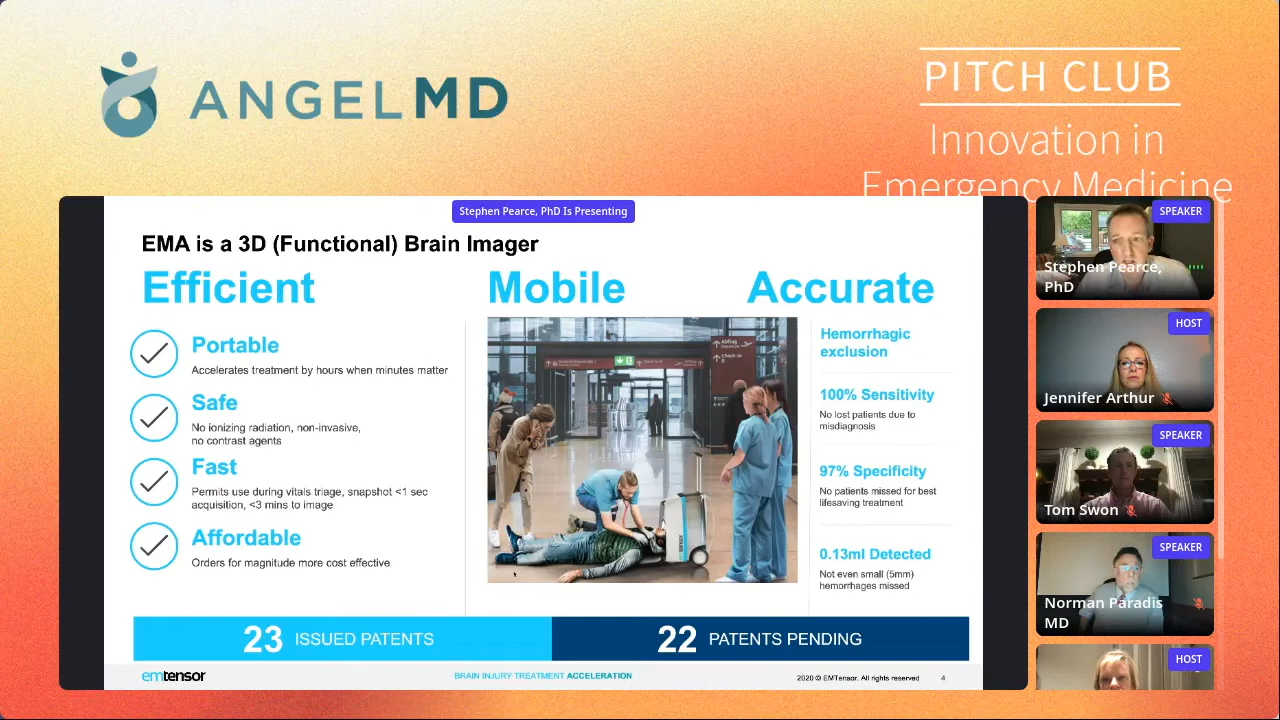 ANGELMD
PITCH CLUB
Innovation in
Emergency Medicine
Stephen Pearce, PhD Is Presenting
EMA is a 3D (Functional) Brain Imager
Efficient
Mobile
Accurate
Portable
Accelerates treatment by hours when minutes matter
Safe
No ionizing radiation, non-invasive,
no contrast agents
Fast
Permits use during vitals triage, snapshot <1 sec
acquisition, <3 mins to image
Affordable
Orders for magnitude more cost effective
Abflug
Check-in
Hemorrhagic
exclusion
100% Sensitivity
No lost patients due to
misdiagnosis
97% Specificity
No patients missed for best
lifesaving treatment
0.13ml Detected
Not even small (5mm)
hemorrhages missed
23 ISSUED PATENTS
22 PATENTS PENDING
emtensor
BRAIN INJURY TREATMENT ACCELERATION
2020 © EMTensor. All rights reserved
4
SPEAKER
Stephen Pearce,
PhD
HOST
Jennifer Arthur
SPEAKER
Tom Swon
SPEAKER
Norman Paradis
MD
HOST